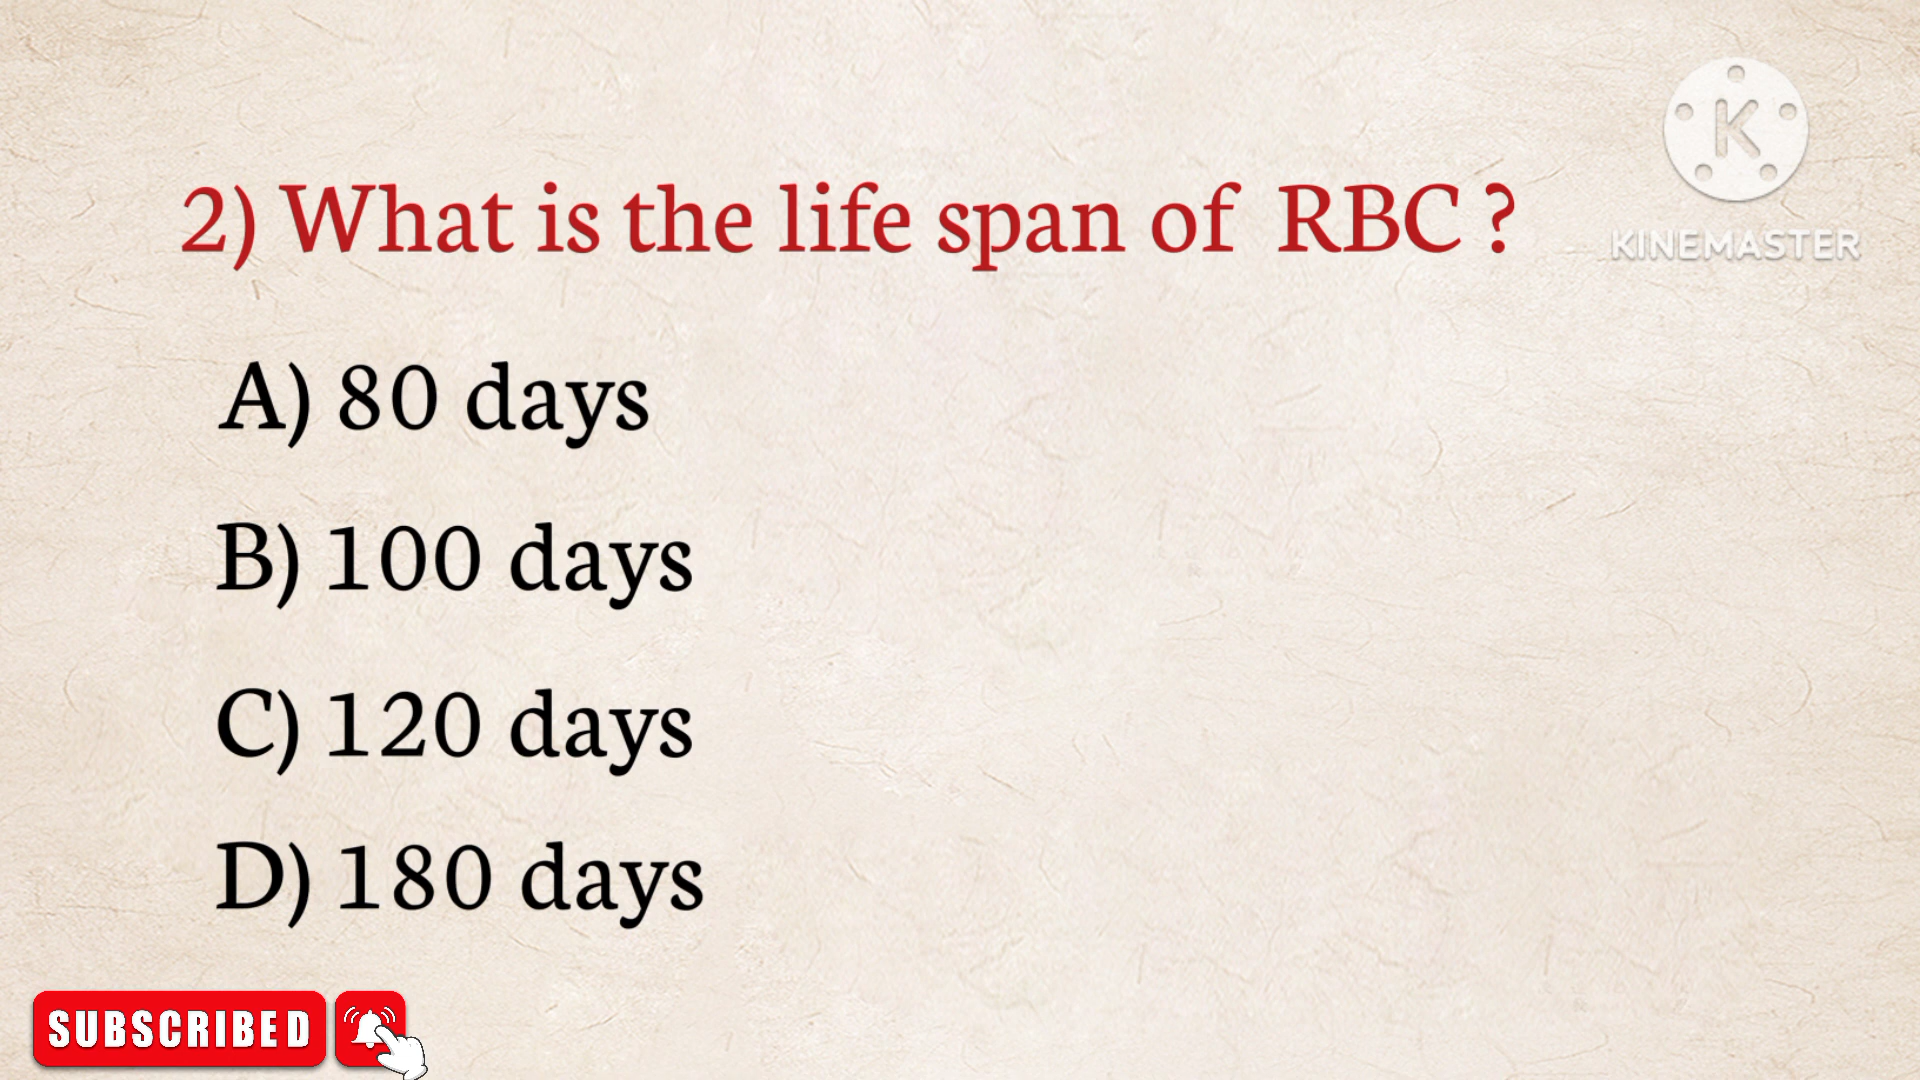 2) What is the life span of RBC ?
K
KINEMASTER
A) 80 days
B) 100 days
C) 120 days
D) 180 days
SUBSCRIBED